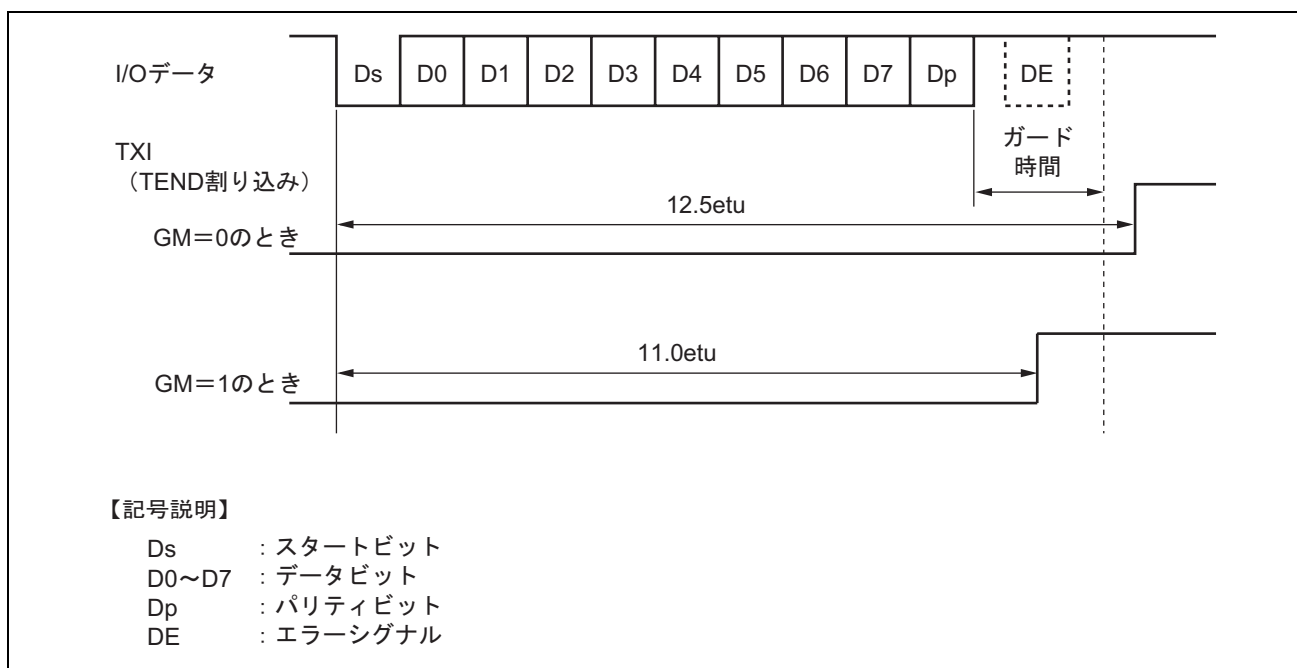 I/Oデータ
Ds D0 D1 D2 D3 D4 D5 D6 D7 Dp DE
ガード
時間
TXI
（TEND割り込み）
12.5etu
GM＝0のとき
11.0etu
GM＝1のとき
【記号説明】
Ds ：スタートビット
D0～D7 ：データビット
Dp ：パリティビット
DE ：エラーシグナル